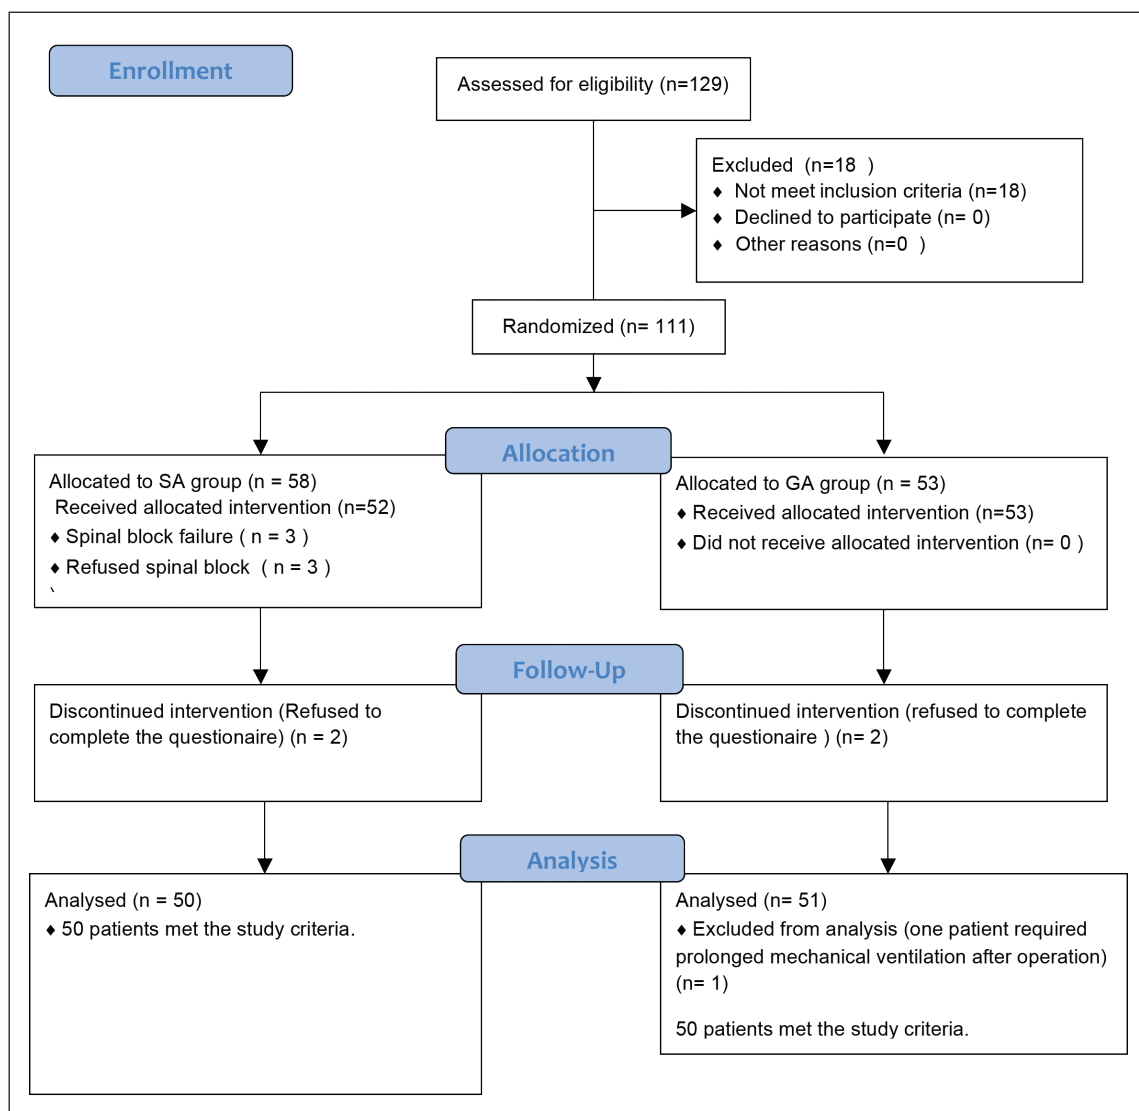 Enrollment
Assessed for eligibility (n=129)
Excluded (n=18 )
♦ Not meet inclusion criteria (n=18)
♦ Declined to participate (n= 0)
♦ Other reasons (n=0 )
Randomized (n= 111)
Allocation
Allocated to SA group (n = 58)
Received allocated intervention (n=52)
♦ Spinal block failure ( n = 3 )
♦ Refused spinal block ( n = 3 )
Allocated to GA group (n = 53)
♦ Received allocated intervention (n=53)
♦ Did not receive allocated intervention (n= 0 )
Follow-Up
Discontinued intervention (Refused to
complete the questionaire) (n = 2)
Discontinued intervention (refused to complete
the questionaire ) (n= 2)
Analysis
Analysed (n = 50)
♦ 50 patients met the study criteria.
Analysed (n= 51)
♦ Excluded from analysis (one patient required
prolonged mechanical ventilation after operation)
(n= 1)
50 patients met the study criteria.